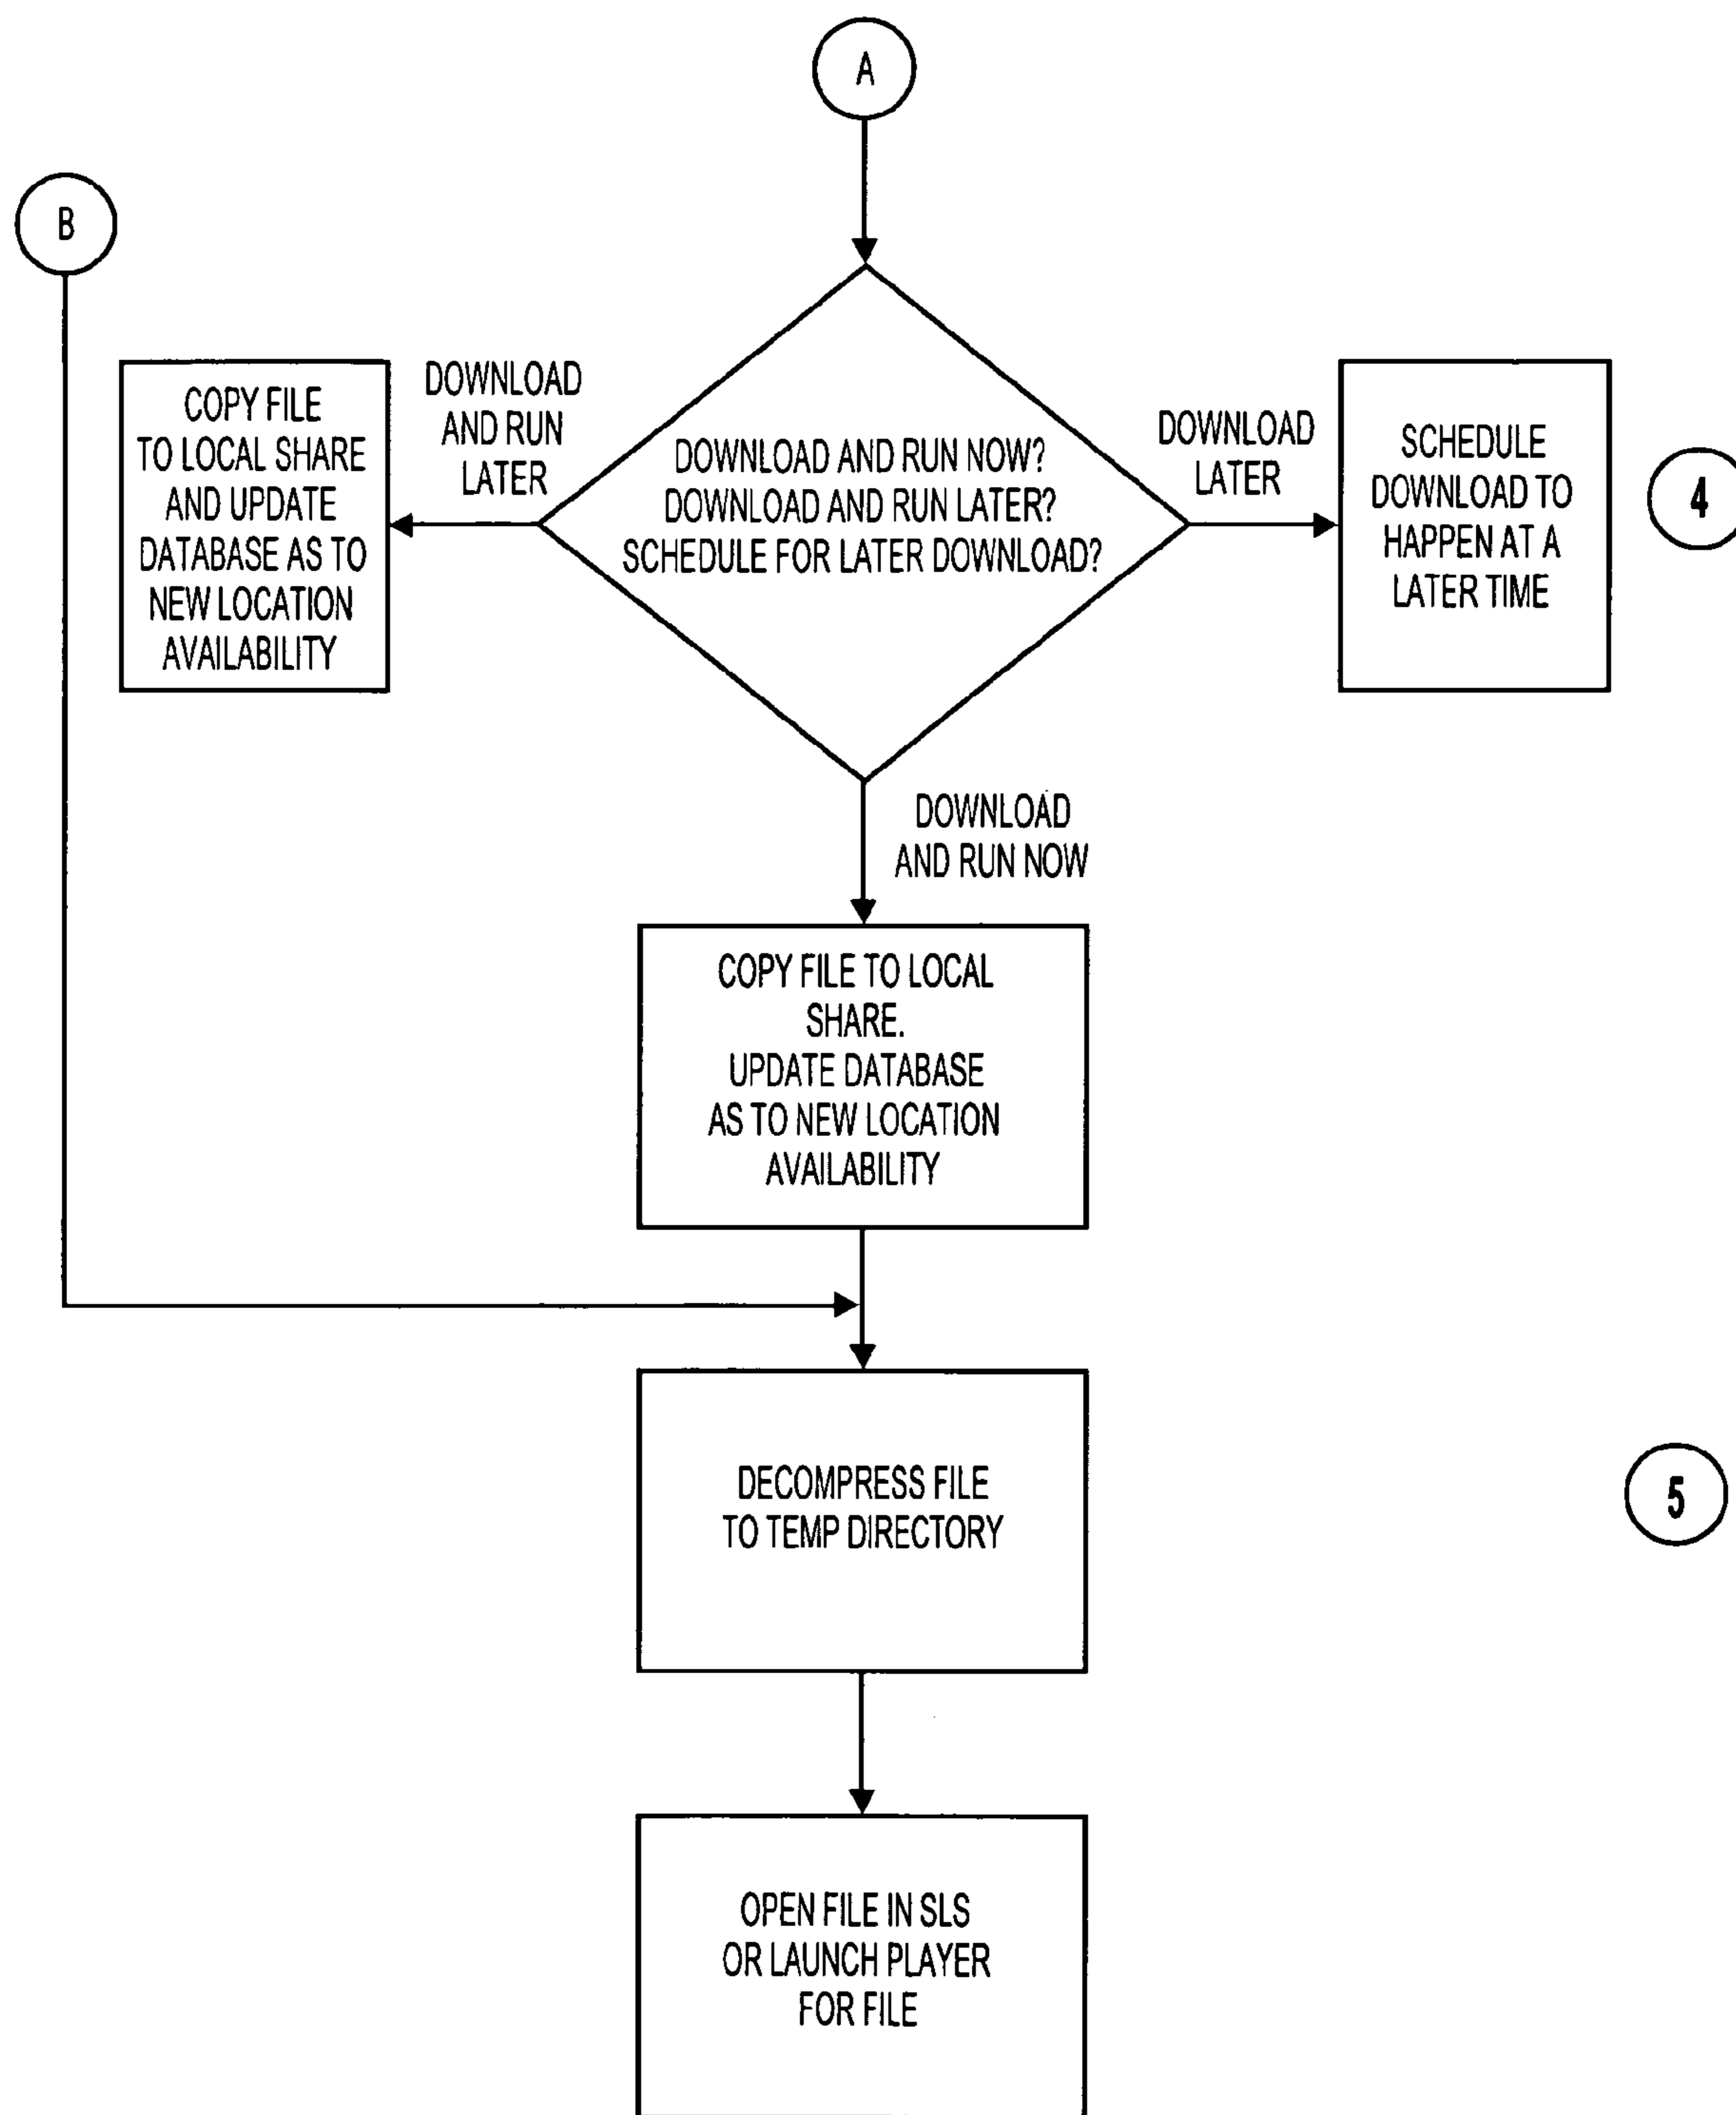 A
B
COPY FILE
TO LOCAL SHARE
AND UPDATE
DATABASE AS TO
NEW LOCATION
AVAILABILITY
DOWNLOAD
AND RUN
LATER
DOWNLOAD AND RUN NOW?
DOWNLOAD AND RUN LATER?
SCHEDULE FOR LATER DOWNLOAD?
DOWNLOAD
LATER
SCHEDULE
DOWNLOAD TO
HAPPEN AT A
LATER TIME
4
DOWNLOAD
AND RUN NOW
COPY FILE TO LOCAL
SHARE.
UPDATE DATABASE
AS TO NEW LOCATION
AVAILABILITY
DECOMPRESS FILE
TO TEMP DIRECTORY
5
OPEN FILE IN SLS
OR LAUNCH PLAYER
FOR FILE